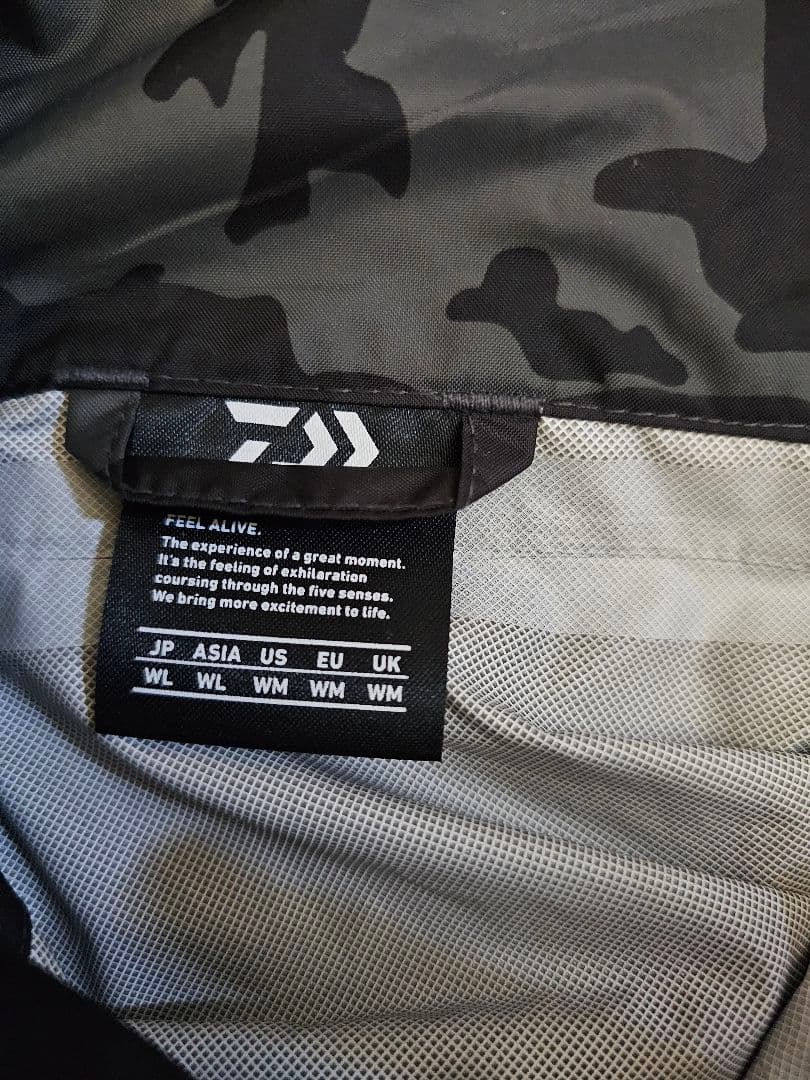 FEEL ALIVE.
The experience of a great moment.
It's the feeling of exhilaration
coursing through the five senses.
We bring more excitement to life.
JP ASIA US EU UK
WL WL WM WM WM